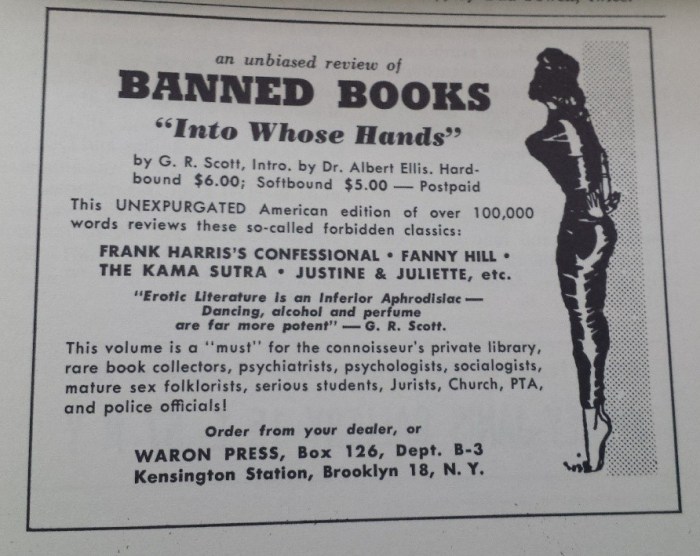 an unbiased review of
BANNED BOOKS
“Into Whose Hands”
by G. R. Scott, Intro. by Dr. Albert Ellis. Hard-
bound $6.00; Softbound $5.00 — Postpaid
This UNEXPURGATED American edition of over 100,000
words reviews these so-called forbidden classics:
FRANK HARRIS'S CONFESSIONAL • FANNY HILL •
THE KAMA SUTRA • JUSTINE & JULIETTE, etc.
"Erotic Literature is an Inferior Aphrodisiac —
Dancing, alcohol and perfume
are far more potent" — G. R. Scott.
This volume is a "must" for the connoisseur's private library,
rare book collectors, psychiatrists, psychologists, socialogists,
mature sex folklorists, serious students, Jurists, Church, PTA,
and police officials!
Order from your dealer, or
WARON PRESS, Box 126, Dept. B-3
Kensington Station, Brooklyn 18, N. Y.